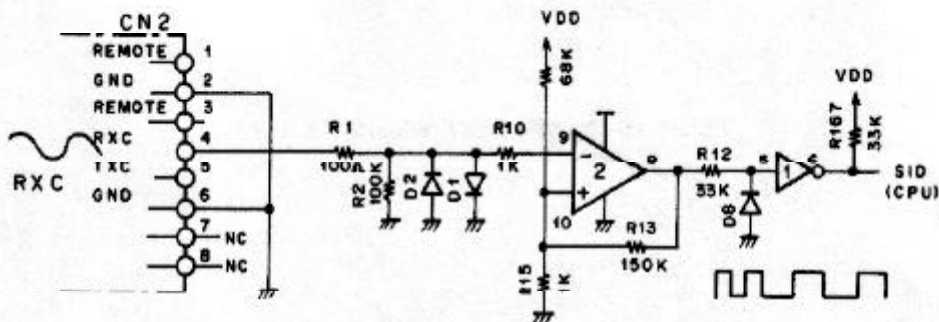 CN2
REMOTE 1
GND 2
REMOTE 3
RXC 4
TXC 5
GND 6
7 NC
8 NC
RXC
R1
100K
R2
100K
D2
D1
R10
1K
VDD
68K
9
-
2
+
10
R13
150K
R15
1K
R12
33K
D8
1
VDD
R167
33K
SID
(CPU)